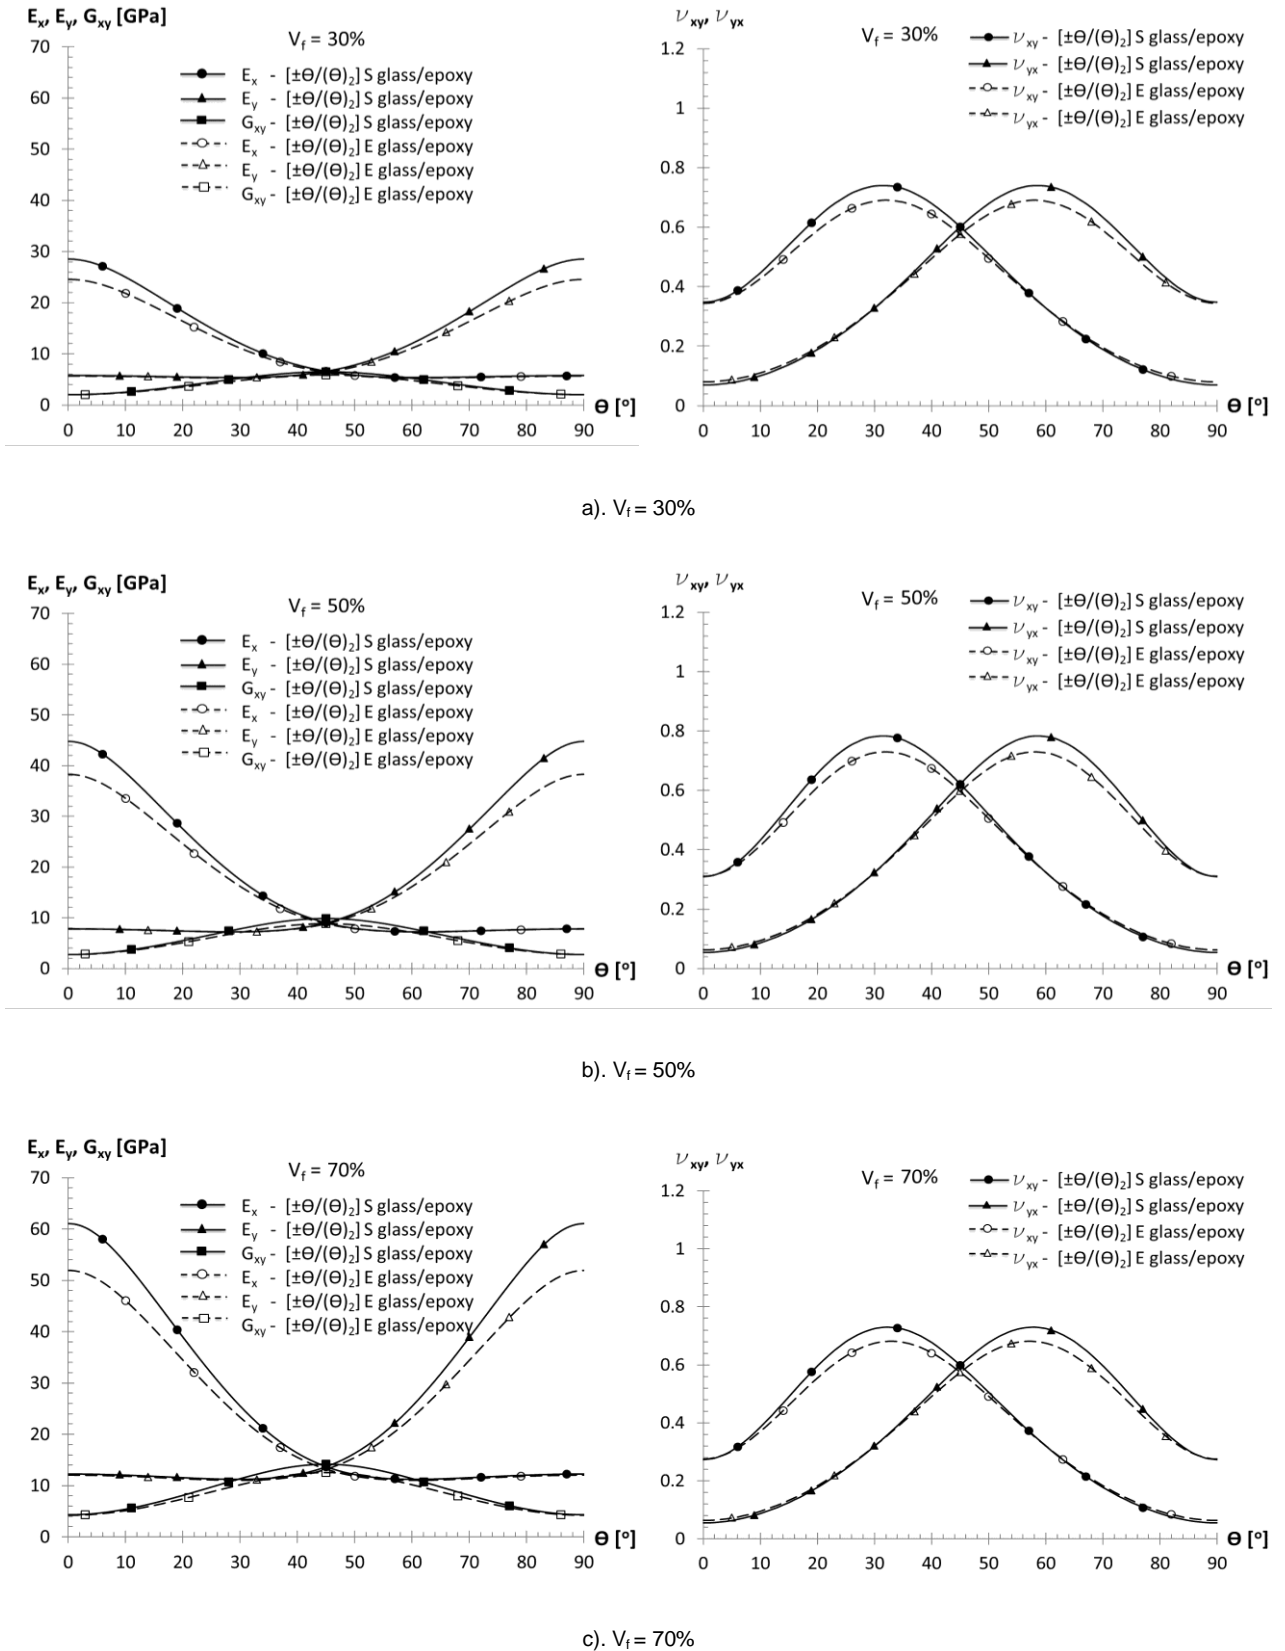 Ex, Ey, Gxy [GPa]
Vf = 30%
70
60
50
40
30
20
10
0
Ex - [±Θ/(Θ)2] S glass/epoxy
Ey - [±Θ/(Θ)2] S glass/epoxy
Gxy - [±Θ/(Θ)2] S glass/epoxy
Ex - [±Θ/(Θ)2] E glass/epoxy
Ey - [±Θ/(Θ)2] E glass/epoxy
Gxy - [±Θ/(Θ)2] E glass/epoxy
Θ [º]
0 10 20 30 40 50 60 70 80 90
νxy, νyx
Vf = 30%
1.2
1
0.8
0.6
0.4
0.2
0
νxy - [±Θ/(Θ)2] S glass/epoxy
νyx - [±Θ/(Θ)2] S glass/epoxy
νxy - [±Θ/(Θ)2] E glass/epoxy
νyx - [±Θ/(Θ)2] E glass/epoxy
Θ [º]
0 10 20 30 40 50 60 70 80 90
a). Vf = 30%
Ex, Ey, Gxy [GPa]
Vf = 50%
70
60
50
40
30
20
10
0
Ex - [±Θ/(Θ)2] S glass/epoxy
Ey - [±Θ/(Θ)2] S glass/epoxy
Gxy - [±Θ/(Θ)2] S glass/epoxy
Ex - [±Θ/(Θ)2] E glass/epoxy
Ey - [±Θ/(Θ)2] E glass/epoxy
Gxy - [±Θ/(Θ)2] E glass/epoxy
Θ [º]
0 10 20 30 40 50 60 70 80 90
νxy, νyx
Vf = 50%
1.2
1
0.8
0.6
0.4
0.2
0
νxy - [±Θ/(Θ)2] S glass/epoxy
νyx - [±Θ/(Θ)2] S glass/epoxy
νxy - [±Θ/(Θ)2] E glass/epoxy
νyx - [±Θ/(Θ)2] E glass/epoxy
Θ [º]
0 10 20 30 40 50 60 70 80 90
b). Vf = 50%
Ex, Ey, Gxy [GPa]
Vf = 70%
70
60
50
40
30
20
10
0
Ex - [±Θ/(Θ)2] S glass/epoxy
Ey - [±Θ/(Θ)2] S glass/epoxy
Gxy - [±Θ/(Θ)2] S glass/epoxy
Ex - [±Θ/(Θ)2] E glass/epoxy
Ey - [±Θ/(Θ)2] E glass/epoxy
Gxy - [±Θ/(Θ)2] E glass/epoxy
Θ [º]
0 10 20 30 40 50 60 70 80 90
νxy, νyx
Vf = 70%
1.2
1
0.8
0.6
0.4
0.2
0
νxy - [±Θ/(Θ)2] S glass/epoxy
νyx - [±Θ/(Θ)2] S glass/epoxy
νxy - [±Θ/(Θ)2] E glass/epoxy
νyx - [±Θ/(Θ)2] E glass/epoxy
Θ [º]
0 10 20 30 40 50 60 70 80 90
c). Vf = 70%